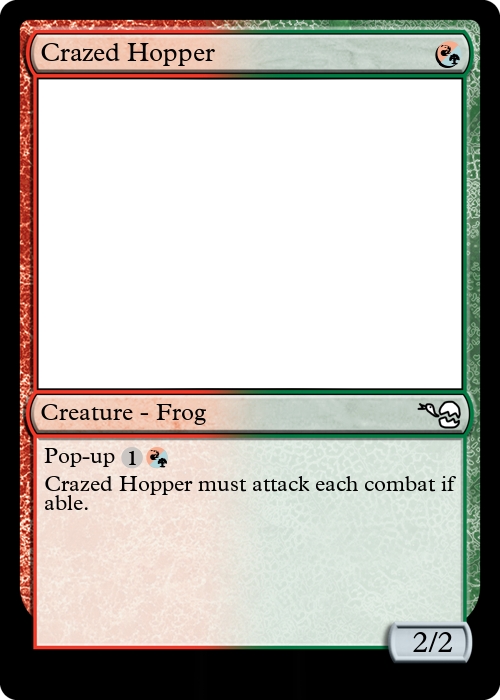 Crazed Hopper
Creature - Frog
Pop-up 1
Crazed Hopper must attack each combat if
able.
2/2